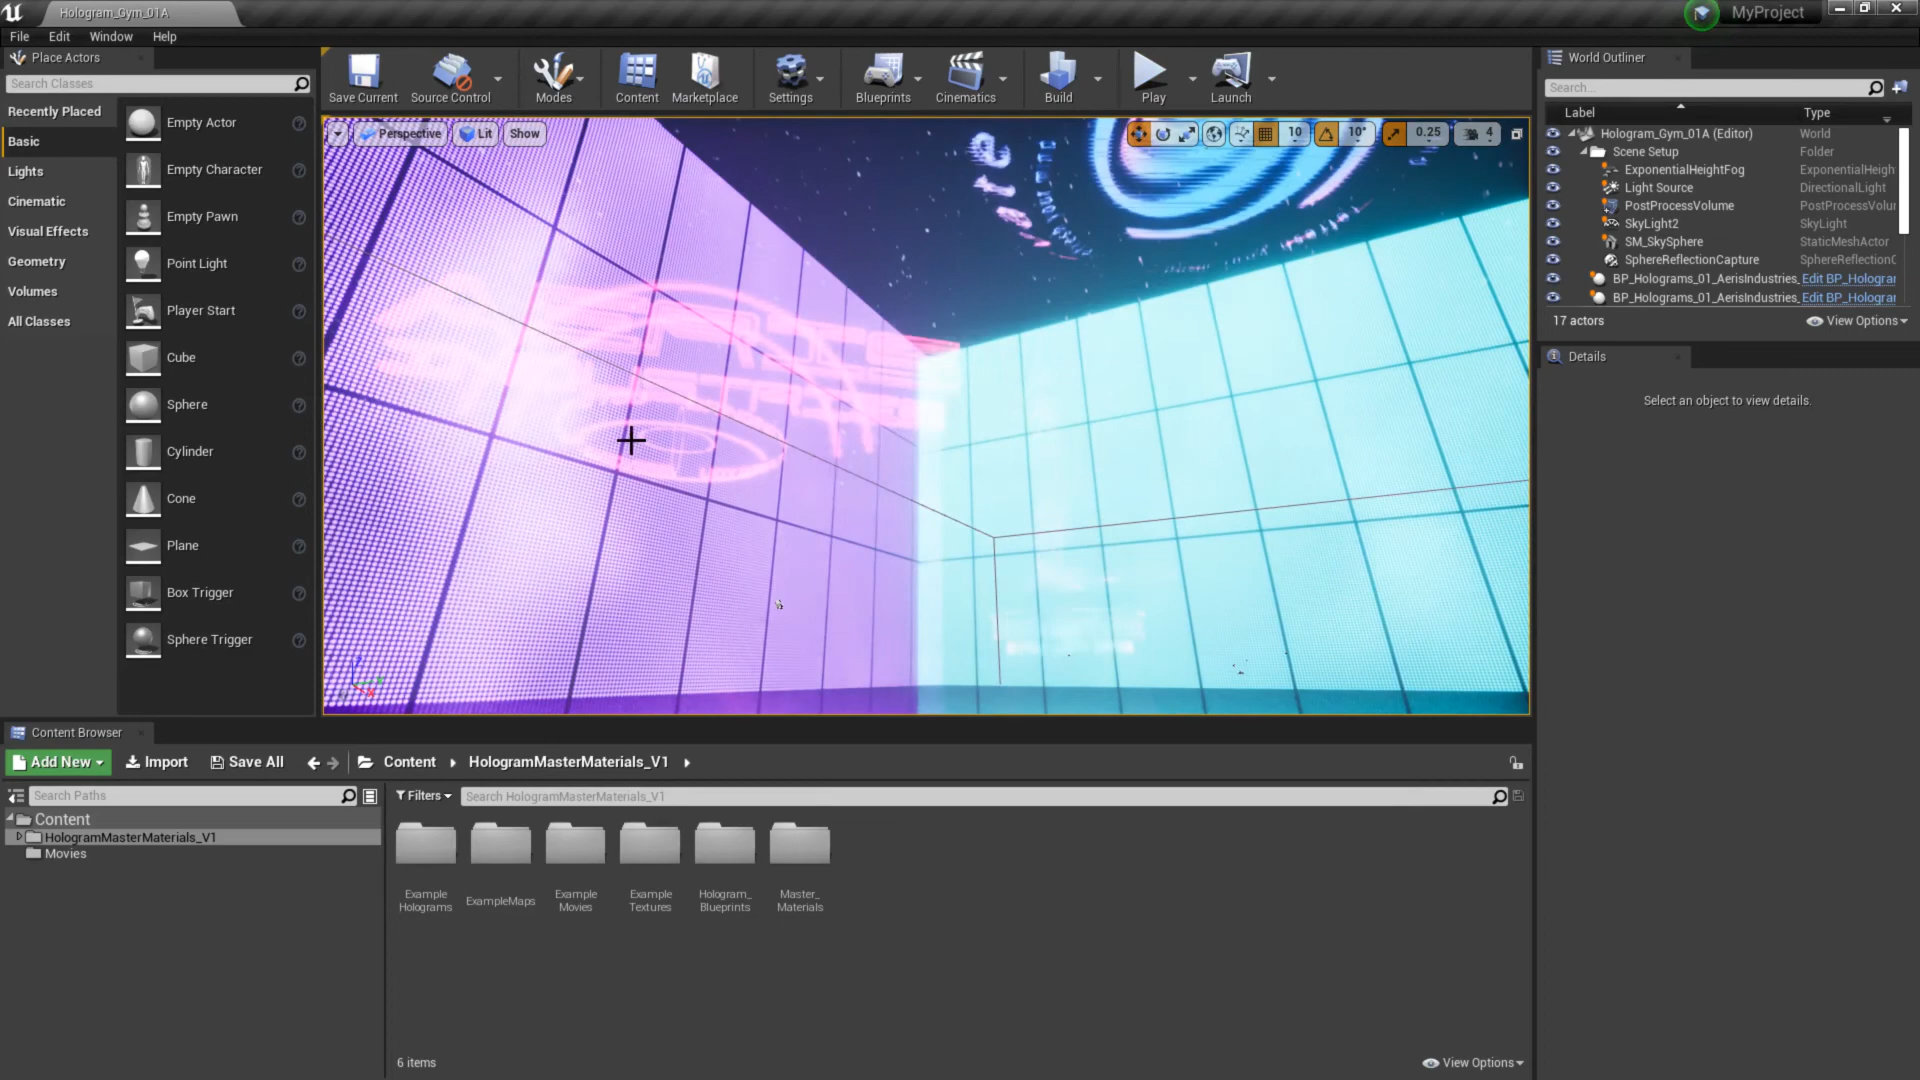 Hologram_Gym_01A
MyProject
File Edit Window Help
Place Actors
Search Classes
Recently Placed
Basic
Lights
Cinematic
Visual Effects
Geometry
Volumes
All Classes
Empty Actor
Empty Character
Empty Pawn
Point Light
Player Start
Cube
Sphere
Cylinder
Cone
Plane
Box Trigger
Sphere Trigger
Save Current
Source Control
Modes
Content
Marketplace
Settings
Blueprints
Cinematics
Build
Play
Launch
Perspective
Lit
Show
10
10°
0.25
4
World Outliner
Search...
Label Type
Hologram_Gym_01A (Editor) World
Scene Setup Folder
ExponentialHeightFog ExponentialHeigh
Light Source DirectionalLight
PostProcessVolume PostProcessVolu
SkyLight2 SkyLight
SM_SkySphere StaticMeshActor
SphereReflectionCapture SphereReflectionC
BP_Holograms_01_AerisIndustries_ Edit BP_Hologra
BP_Holograms_01_AerisIndustries_ Edit BP_Hologra
17 actors
View Options
Details
Select an object to view details.
Content Browser
Add New
Import
Save All
Content
HologramMasterMaterials_V1
Search Paths
Filters
Search HologramMasterMaterials_V1
Content
HologramMasterMaterials_V1
Movies
Example
Holograms
ExampleMaps
Example
Movies
Example
Textures
Hologram_
Blueprints
Master_
Materials
6 items
View Options